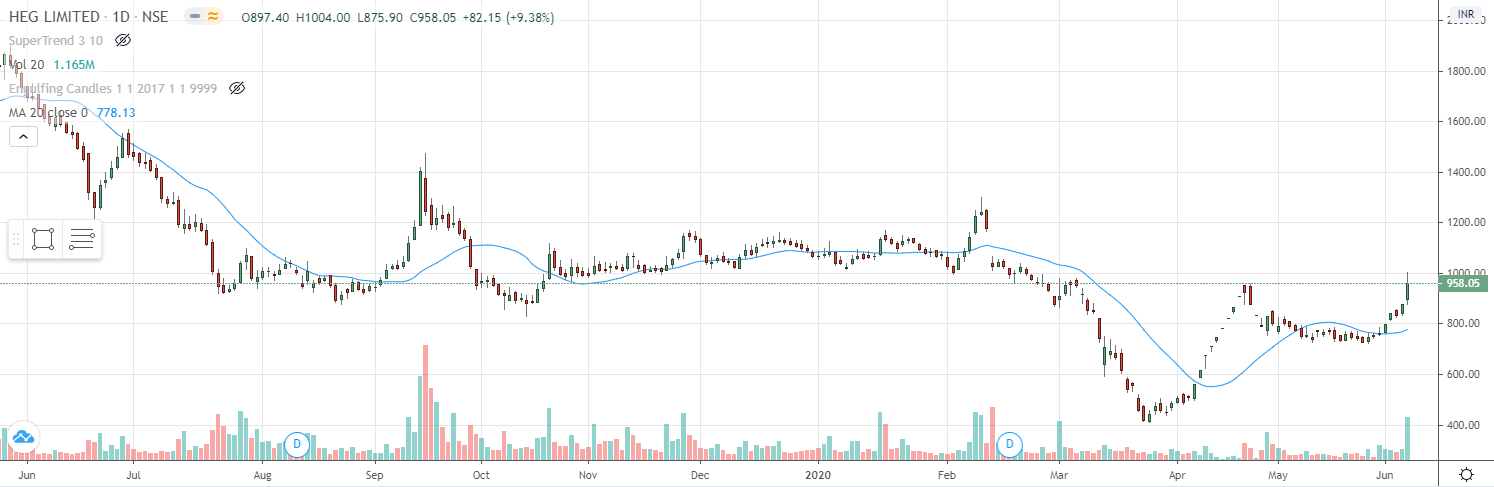 HEG LIMITED · 1D · NSE O897.40 H1004.00 L875.90 C958.05 +82.15 (+9.38%)
INR
SuperTrend 3 10
Vol 20 1.165M
1800.00
Engulfing Candles 1 1 2017 1 1 9999
MA 20 close 0 778.13
1600.00
1400.00
1200.00
1000.00
958.05
800.00
600.00
400.00
D D
Jun Jul Aug Sep Oct Nov Dec 2020 Feb Mar Apr May Jun